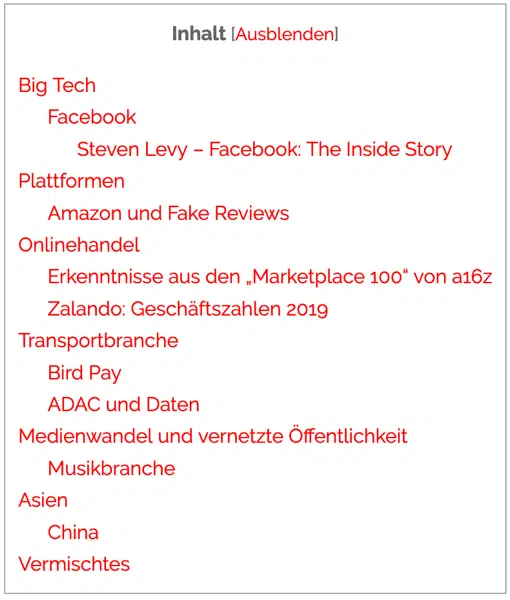 Inhalt [Ausblenden]
Big Tech
Facebook
Steven Levy – Facebook: The Inside Story
Plattformen
Amazon und Fake Reviews
Onlinehandel
Erkenntnisse aus den „Marketplace 100“ von a16z
Zalando: Geschäftszahlen 2019
Transportbranche
Bird Pay
ADAC und Daten
Medienwandel und vernetzte Öffentlichkeit
Musikbranche
Asien
China
Vermischtes